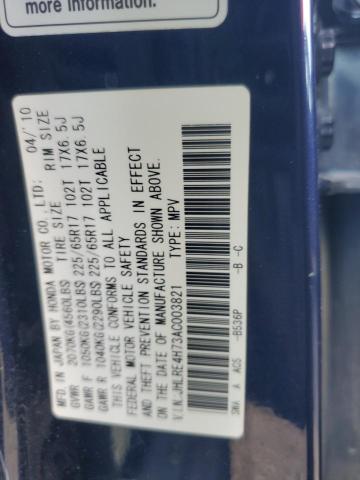 more information.
MFD. IN JAPAN BY HONDA MOTOR CO., LTD. 04/'10
TIRE SIZE RIM SIZE
GVWR 2070KG(4560LBS)
GAWR F 1050KG(2310LBS) 225/65R17 102T 17X6.5J
GAWR R 1040KG(2290LBS) 225/65R17 102T 17X6.5J
THIS VEHICLE CONFORMS TO ALL APPLICABLE
FEDERAL MOTOR VEHICLE SAFETY
AND THEFT PREVENTION STANDARDS IN EFFECT
ON THE DATE OF MANUFACTURE SHOWN ABOVE.
V.I.N.:JHLRE4H73AC003821 TYPE: MPV
SWA A AC5 -B536P -B -C